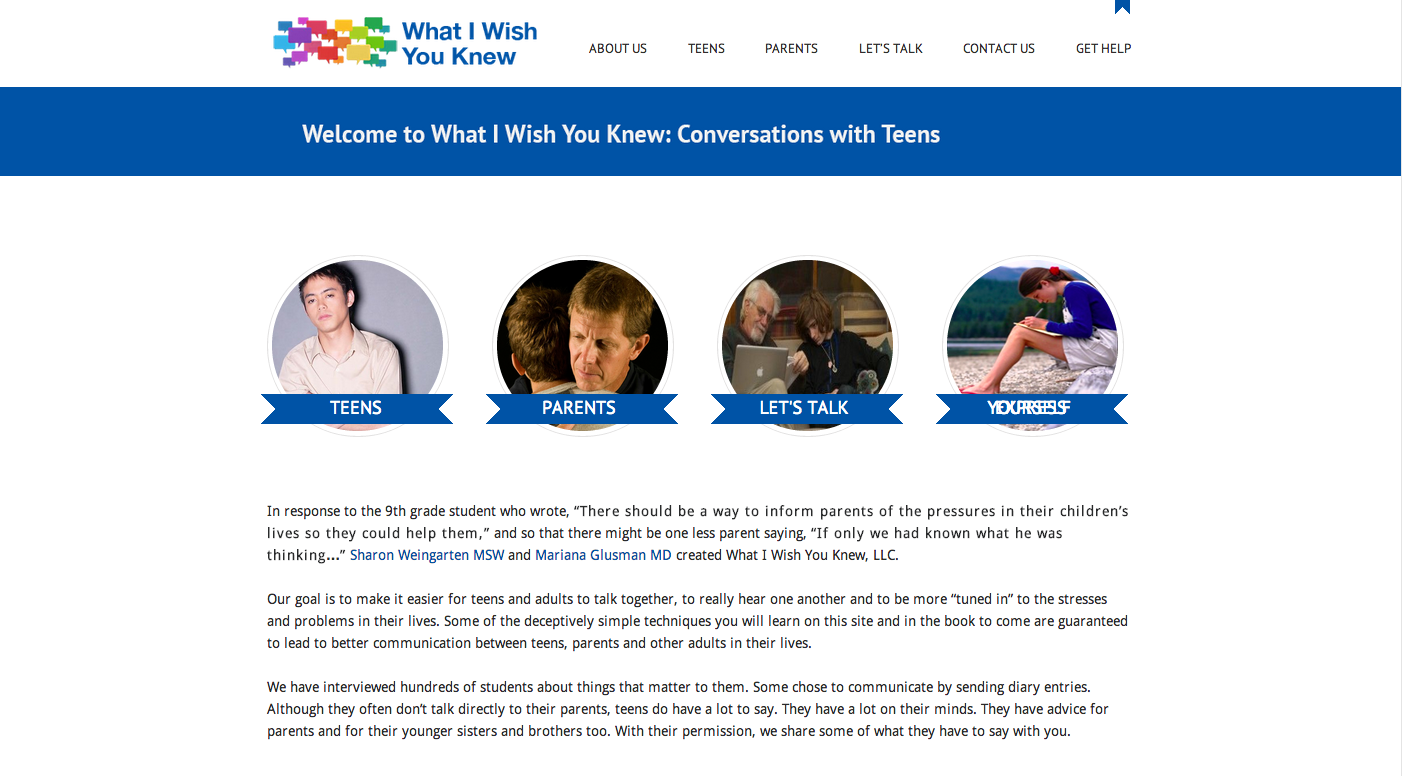 What I Wish
You Knew
ABOUT US TEENS PARENTS LET'S TALK CONTACT US GET HELP
Welcome to What I Wish You Knew: Conversations with Teens
TEENS PARENTS LET'S TALK EXPRESS YOURSELF
In response to the 9th grade student who wrote, “There should be a way to inform parents of the pressures in their children’s
lives so they could help them,” and so that there might be one less parent saying, “If only we had known what he was
thinking…” Sharon Weingarten MSW and Mariana Glusman MD created What I Wish You Knew, LLC.
Our goal is to make it easier for teens and adults to talk together, to really hear one another and to be more “tuned in” to the stresses
and problems in their lives. Some of the deceptively simple techniques you will learn on this site and in the book to come are guaranteed
to lead to better communication between teens, parents and other adults in their lives.
We have interviewed hundreds of students about things that matter to them. Some chose to communicate by sending diary entries.
Although they often don’t talk directly to their parents, teens do have a lot to say. They have a lot on their minds. They have advice for
parents and for their younger sisters and brothers too. With their permission, we share some of what they have to say with you.